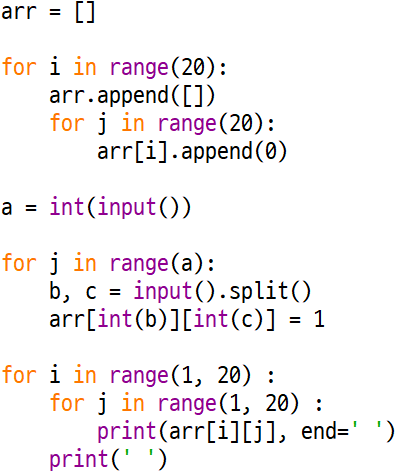 arr = []
for i in range(20):
    arr.append([])
    for j in range(20):
        arr[i].append(0)
a = int(input())
for j in range(a):
    b, c = input().split()
    arr[int(b)][int(c)] = 1
for i in range(1, 20) :
    for j in range(1, 20) :
        print(arr[i][j], end=' ')
    print(' ')